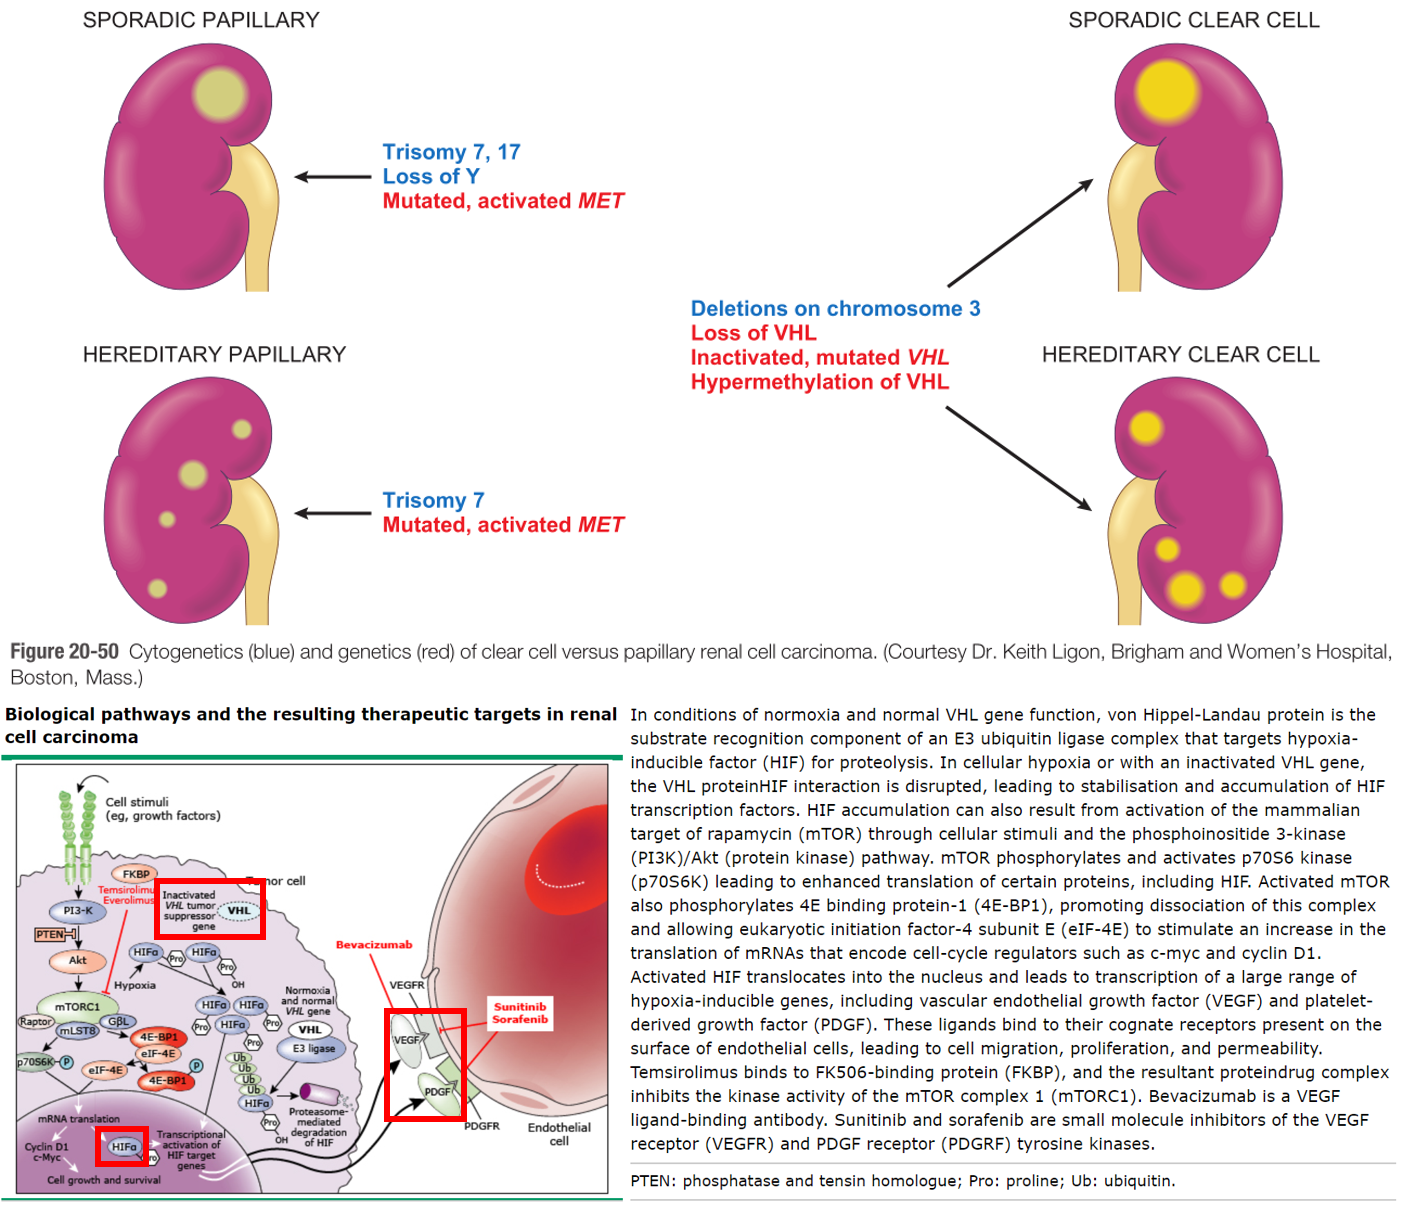 SPORADIC PAPILLARY
SPORADIC CLEAR CELL
Trisomy 7, 17
Loss of Y
Mutated, activated MET
Deletions on chromosome 3
Loss of VHL
Inactivated, mutated VHL
Hypermethylation of VHL
HEREDITARY PAPILLARY
HEREDITARY CLEAR CELL
Trisomy 7
Mutated, activated MET
Figure 20-50 Cytogenetics (blue) and genetics (red) of clear cell versus papillary renal cell carcinoma. (Courtesy Dr. Keith Ligon, Brigham and Women's Hospital,
Boston, Mass.)
Biological pathways and the resulting therapeutic targets in renal
cell carcinoma
Cell stimuli
(eg, growth factors)
FKBP
Temsirolimus
Everolimus
Tumor cell
Inactivated
VHL tumor
suppressor
gene
VHL
PI3-K
PTEN
Akt
HIFα
Pro
HIFα
Pro
OH
Hypoxia
mTORC1
Raptor
mLST8
GβL
4E-BP1
eIF-4E
p70S6K
P
eIF-4E
4E-BP1
P
HIFα
HIFα
Pro
HIFα
Pro
Pro
Normoxia
and normal
VHL gene
VHL
E3 ligase
Ub
Ub
Ub
HIFα
Pro
OH
Proteasome-
mediated
degradation
of HIF
mRNA translation
Cyclin D1
c-Myc
HIFα
Pro
Transcriptional
activation of
HIF target
genes
Cell growth and survival
Bevacizumab
VEGFR
VEGF
Sunitinib
Sorafenib
PDGF
PDGFR
Endothelial
cell
In conditions of normoxia and normal VHL gene function, von Hippel-Landau protein is the
substrate recognition component of an E3 ubiquitin ligase complex that targets hypoxia-
inducible factor (HIF) for proteolysis. In cellular hypoxia or with an inactivated VHL gene,
the VHL proteinHIF interaction is disrupted, leading to stabilisation and accumulation of HIF
transcription factors. HIF accumulation can also result from activation of the mammalian
target of rapamycin (mTOR) through cellular stimuli and the phosphoinositide 3-kinase
(PI3K)/Akt (protein kinase) pathway. mTOR phosphorylates and activates p70S6 kinase
(p70S6K) leading to enhanced translation of certain proteins, including HIF. Activated mTOR
also phosphorylates 4E binding protein-1 (4E-BP1), promoting dissociation of this complex
and allowing eukaryotic initiation factor-4 subunit E (eIF-4E) to stimulate an increase in the
translation of mRNAs that encode cell-cycle regulators such as c-myc and cyclin D1.
Activated HIF translocates into the nucleus and leads to transcription of a large range of
hypoxia-inducible genes, including vascular endothelial growth factor (VEGF) and platelet-
derived growth factor (PDGF). These ligands bind to their cognate receptors present on the
surface of endothelial cells, leading to cell migration, proliferation, and permeability.
Temsirolimus binds to FK506-binding protein (FKBP), and the resultant proteindrug complex
inhibits the kinase activity of the mTOR complex 1 (mTORC1). Bevacizumab is a VEGF
ligand-binding antibody. Sunitinib and sorafenib are small molecule inhibitors of the VEGF
receptor (VEGFR) and PDGF receptor (PDGRF) tyrosine kinases.
PTEN: phosphatase and tensin homologue; Pro: proline; Ub: ubiquitin.